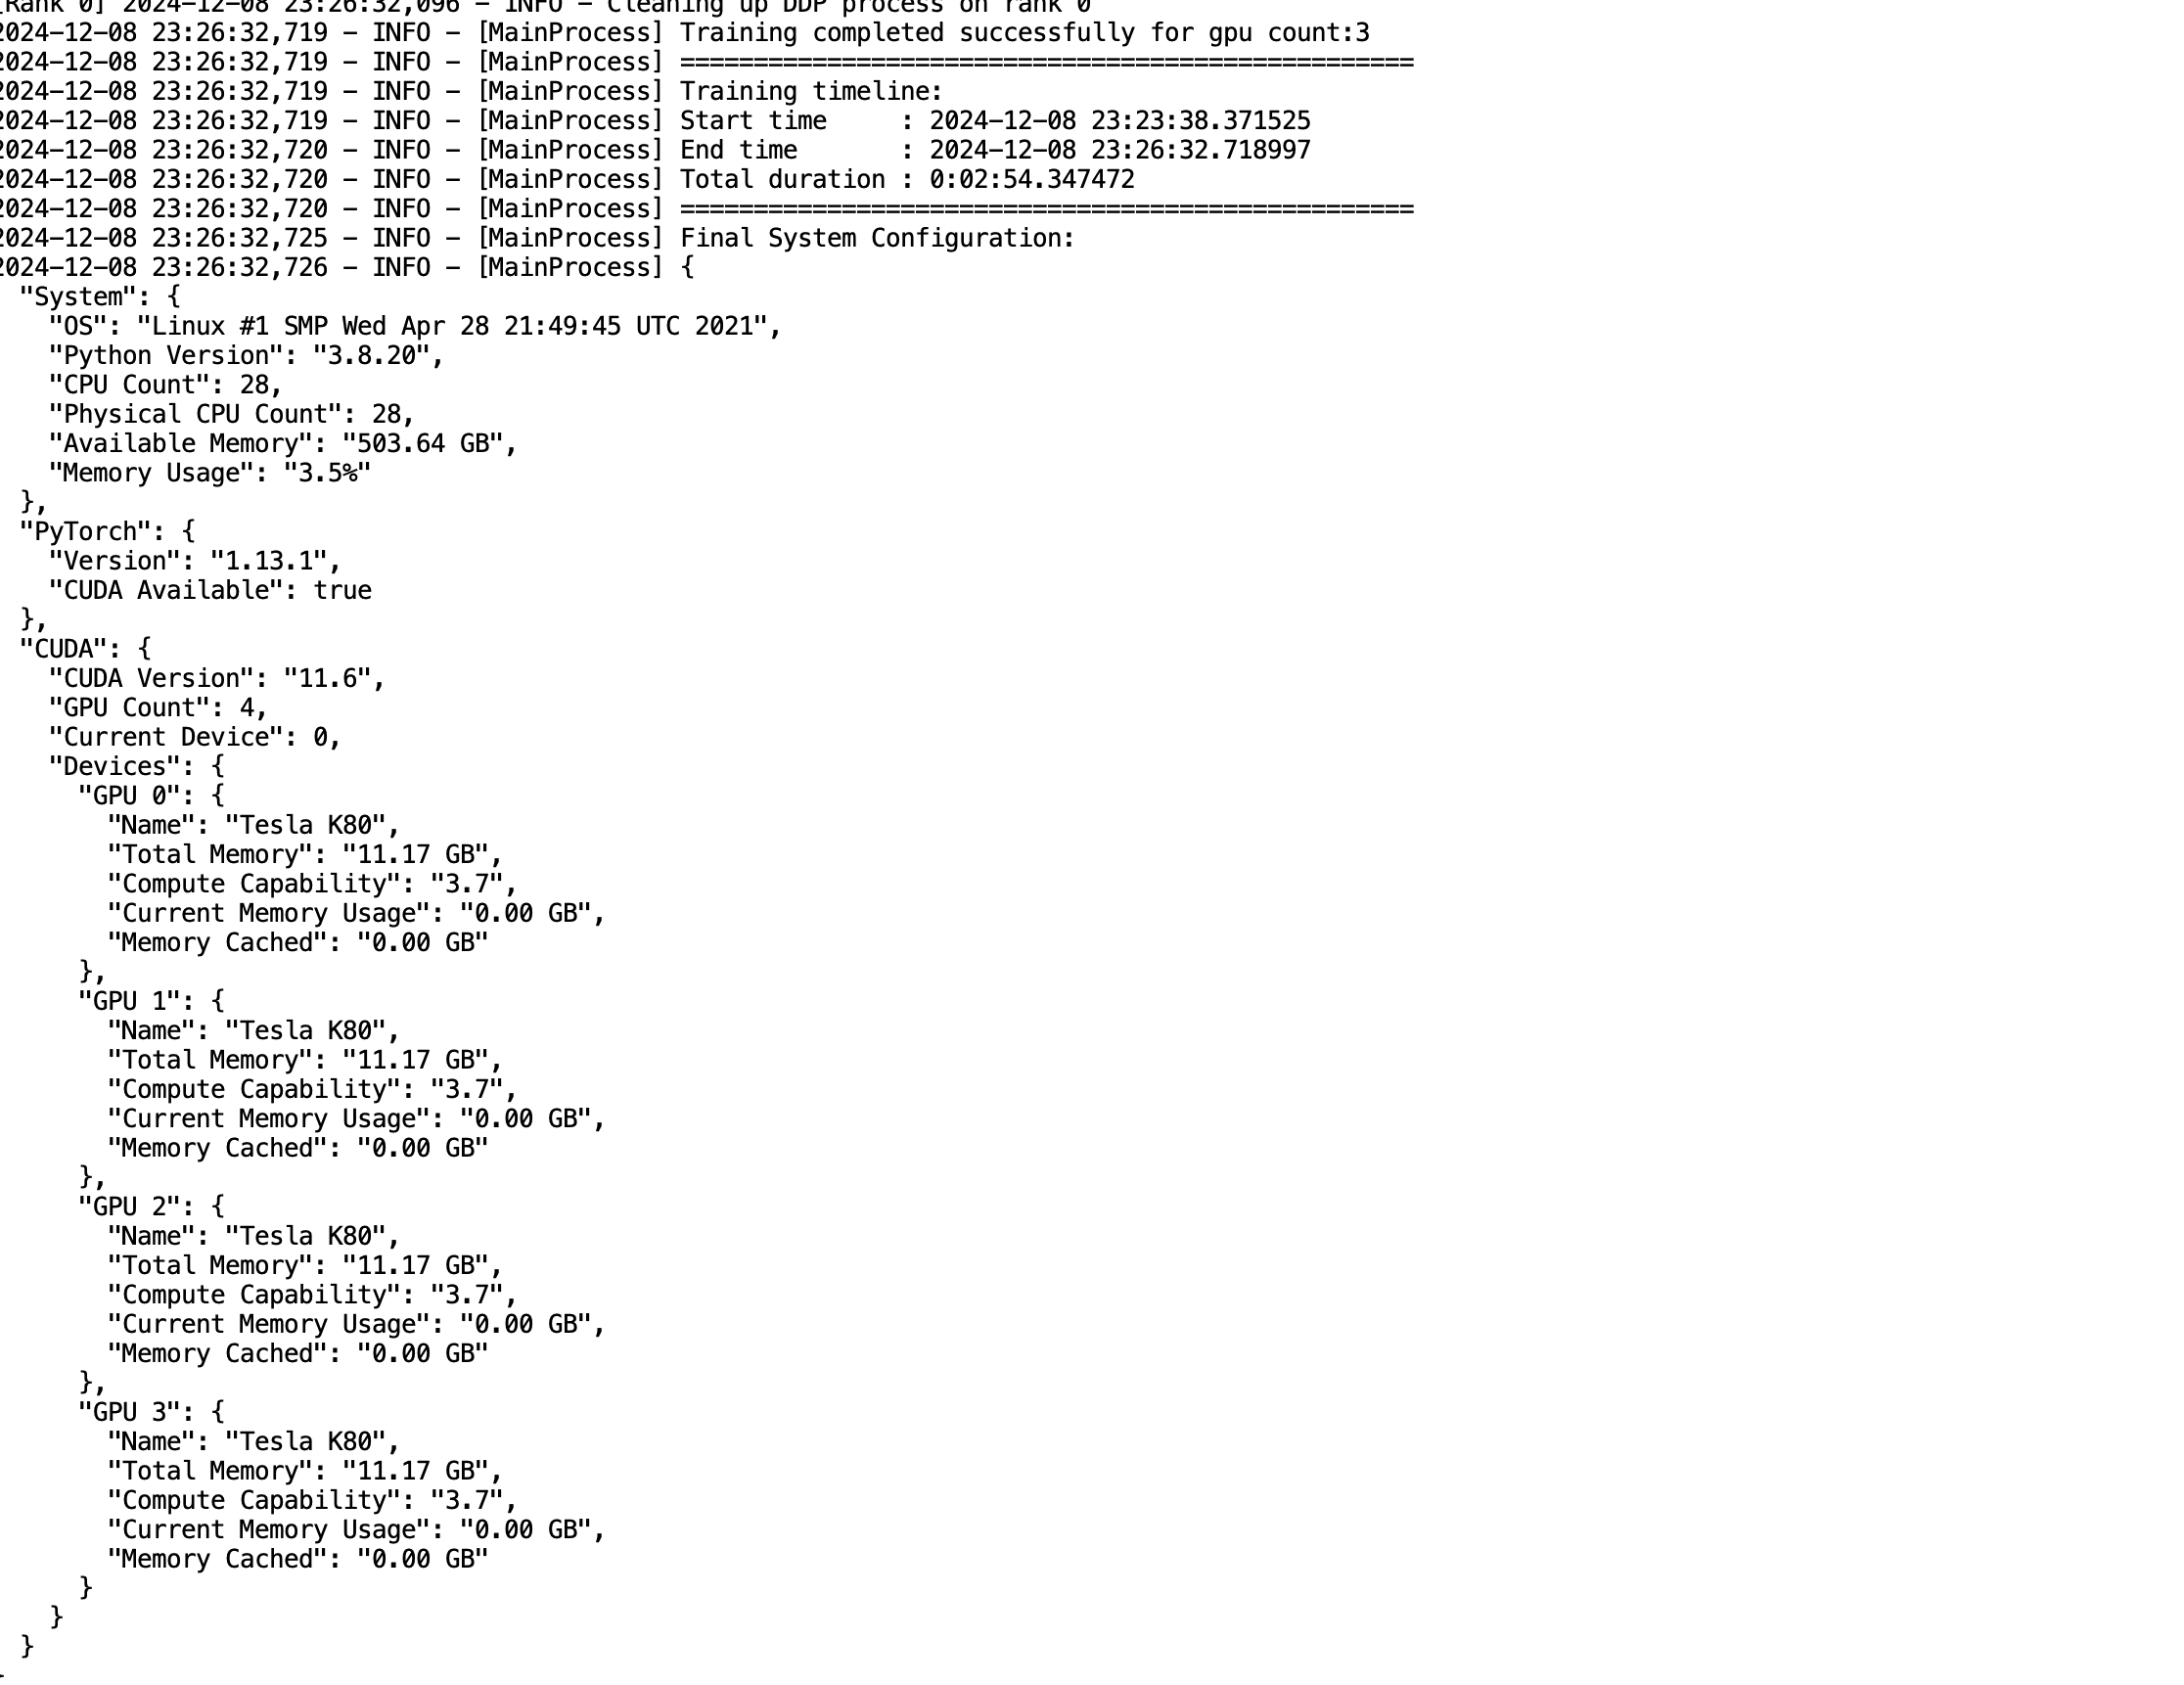 [Rank 0] 2024-12-08 23:26:32,096 - INFO - Cleaning up DDP process on rank 0
2024-12-08 23:26:32,719 - INFO - [MainProcess] Training completed successfully for gpu count:3
2024-12-08 23:26:32,719 - INFO - [MainProcess] ==================================================
2024-12-08 23:26:32,719 - INFO - [MainProcess] Training timeline:
2024-12-08 23:26:32,719 - INFO - [MainProcess] Start time     : 2024-12-08 23:23:38.371525
2024-12-08 23:26:32,720 - INFO - [MainProcess] End time       : 2024-12-08 23:26:32.718997
2024-12-08 23:26:32,720 - INFO - [MainProcess] Total duration : 0:02:54.347472
2024-12-08 23:26:32,720 - INFO - [MainProcess] ==================================================
2024-12-08 23:26:32,725 - INFO - [MainProcess] Final System Configuration:
2024-12-08 23:26:32,726 - INFO - [MainProcess] {
  "System": {
    "OS": "Linux #1 SMP Wed Apr 28 21:49:45 UTC 2021",
    "Python Version": "3.8.20",
    "CPU Count": 28,
    "Physical CPU Count": 28,
    "Available Memory": "503.64 GB",
    "Memory Usage": "3.5%"
  },
  "PyTorch": {
    "Version": "1.13.1",
    "CUDA Available": true
  },
  "CUDA": {
    "CUDA Version": "11.6",
    "GPU Count": 4,
    "Current Device": 0,
    "Devices": {
      "GPU 0": {
        "Name": "Tesla K80",
        "Total Memory": "11.17 GB",
        "Compute Capability": "3.7",
        "Current Memory Usage": "0.00 GB",
        "Memory Cached": "0.00 GB"
      },
      "GPU 1": {
        "Name": "Tesla K80",
        "Total Memory": "11.17 GB",
        "Compute Capability": "3.7",
        "Current Memory Usage": "0.00 GB",
        "Memory Cached": "0.00 GB"
      },
      "GPU 2": {
        "Name": "Tesla K80",
        "Total Memory": "11.17 GB",
        "Compute Capability": "3.7",
        "Current Memory Usage": "0.00 GB",
        "Memory Cached": "0.00 GB"
      },
      "GPU 3": {
        "Name": "Tesla K80",
        "Total Memory": "11.17 GB",
        "Compute Capability": "3.7",
        "Current Memory Usage": "0.00 GB",
        "Memory Cached": "0.00 GB"
      }
    }
  }